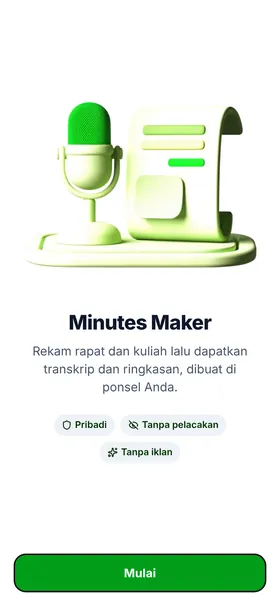 Minutes Maker
Rekam rapat dan kuliah lalu dapatkan
transkrip dan ringkasan, dibuat di
ponsel Anda.
Pribadi
Tanpa pelacakan
Tanpa iklan
Mulai